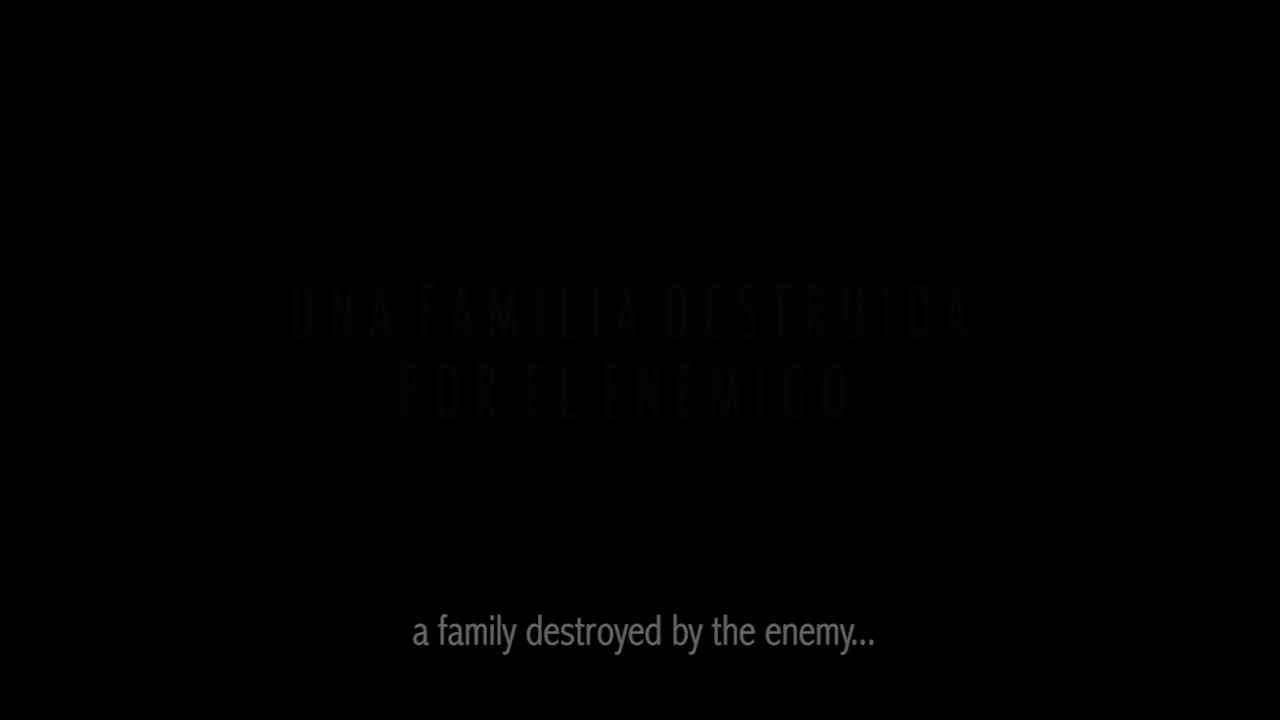 UNA FAMILIA DESTRUIDA
POR EL ENEMIGO...
a family destroyed by the enemy...